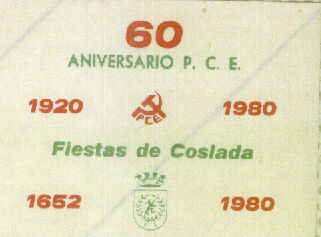 60
ANIVERSARIO P. C. E.
1920 PCE 1980
Fiestas de Coslada
1652 1980